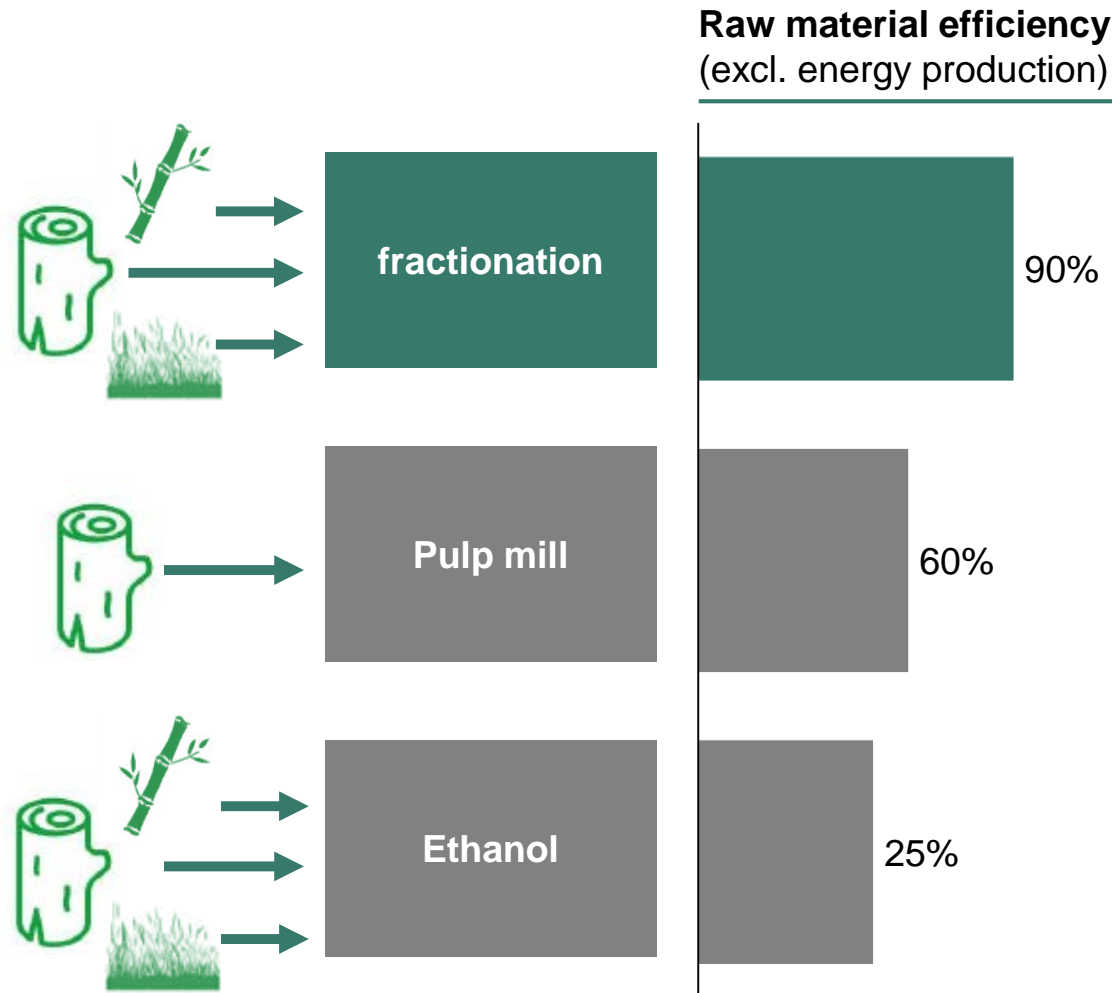 Raw material efficiency
(excl. energy production)
fractionation
90%
Pulp mill
60%
Ethanol
25%